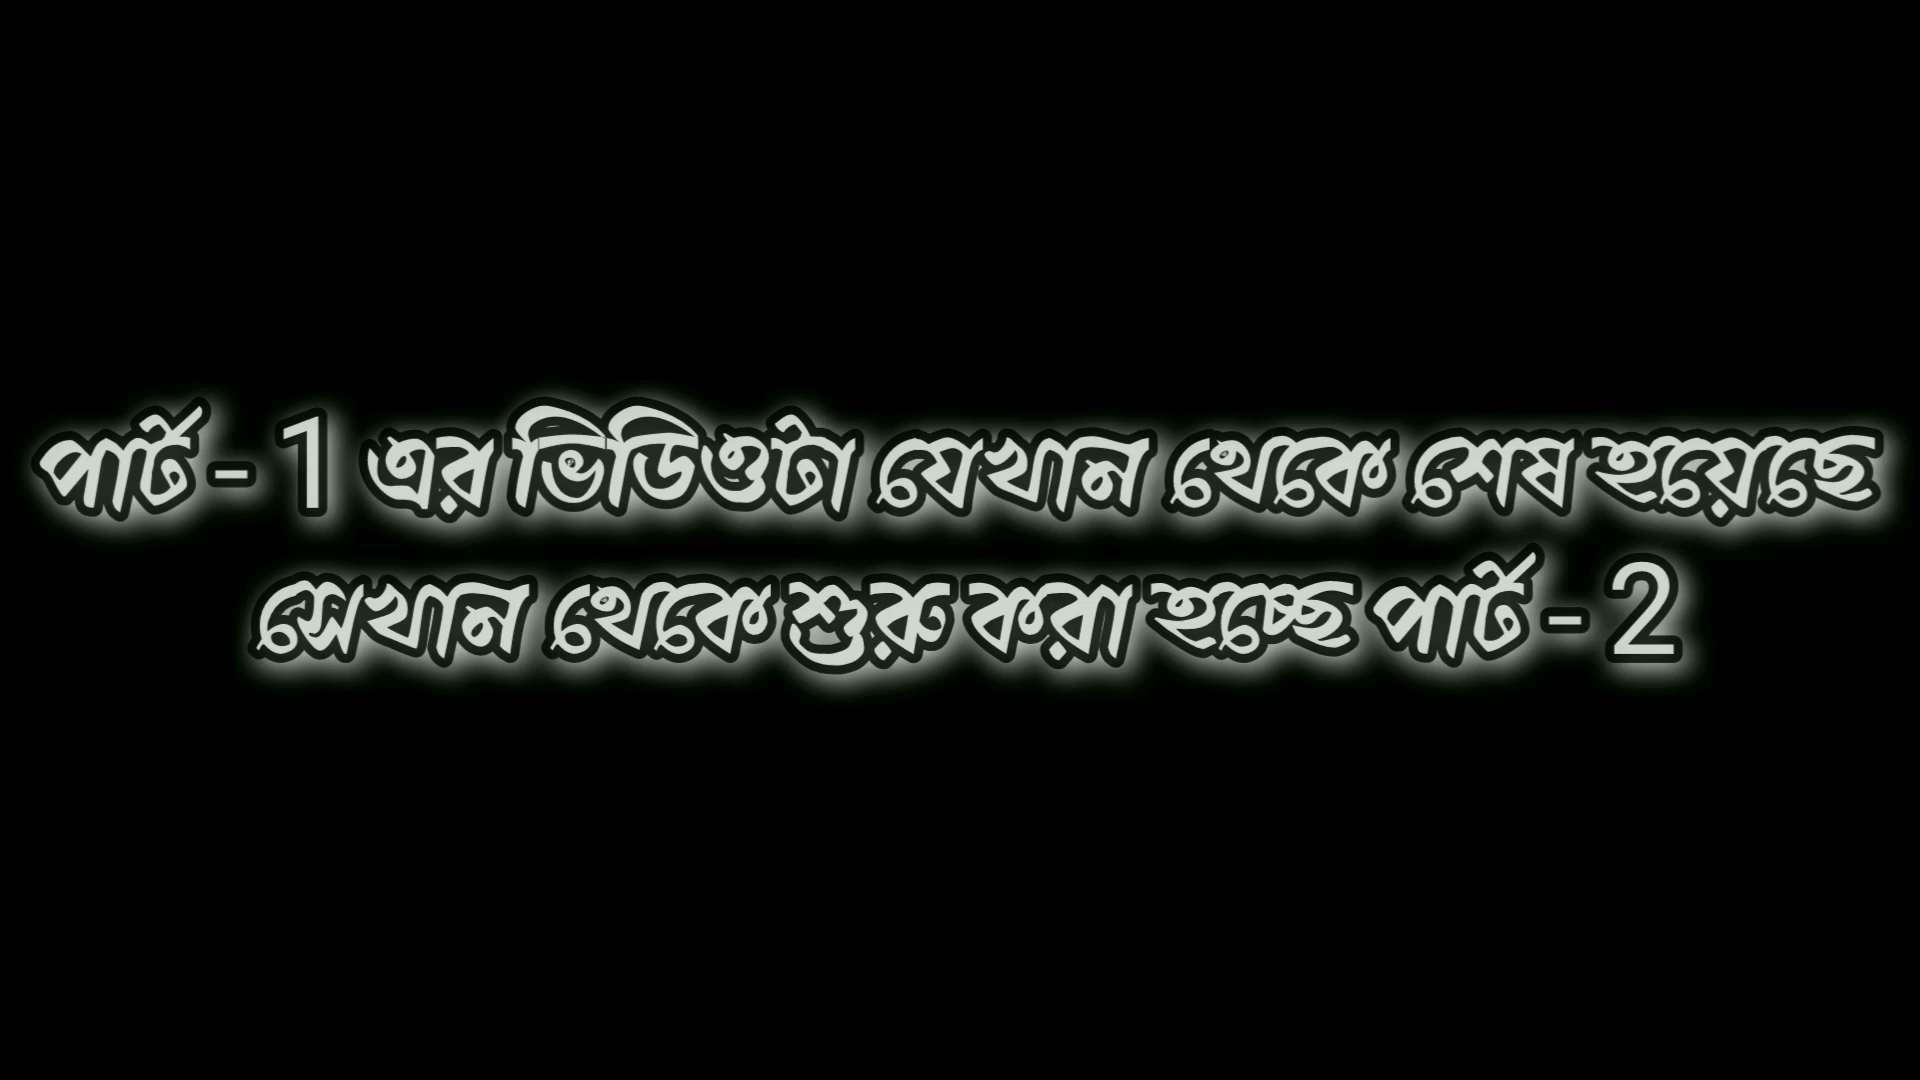 পার্ট - 1 এর ভিডিওটা যেখান থেকে শেষ হয়েছে
সেখান থেকে শুরু করা হচ্ছে পার্ট - 2